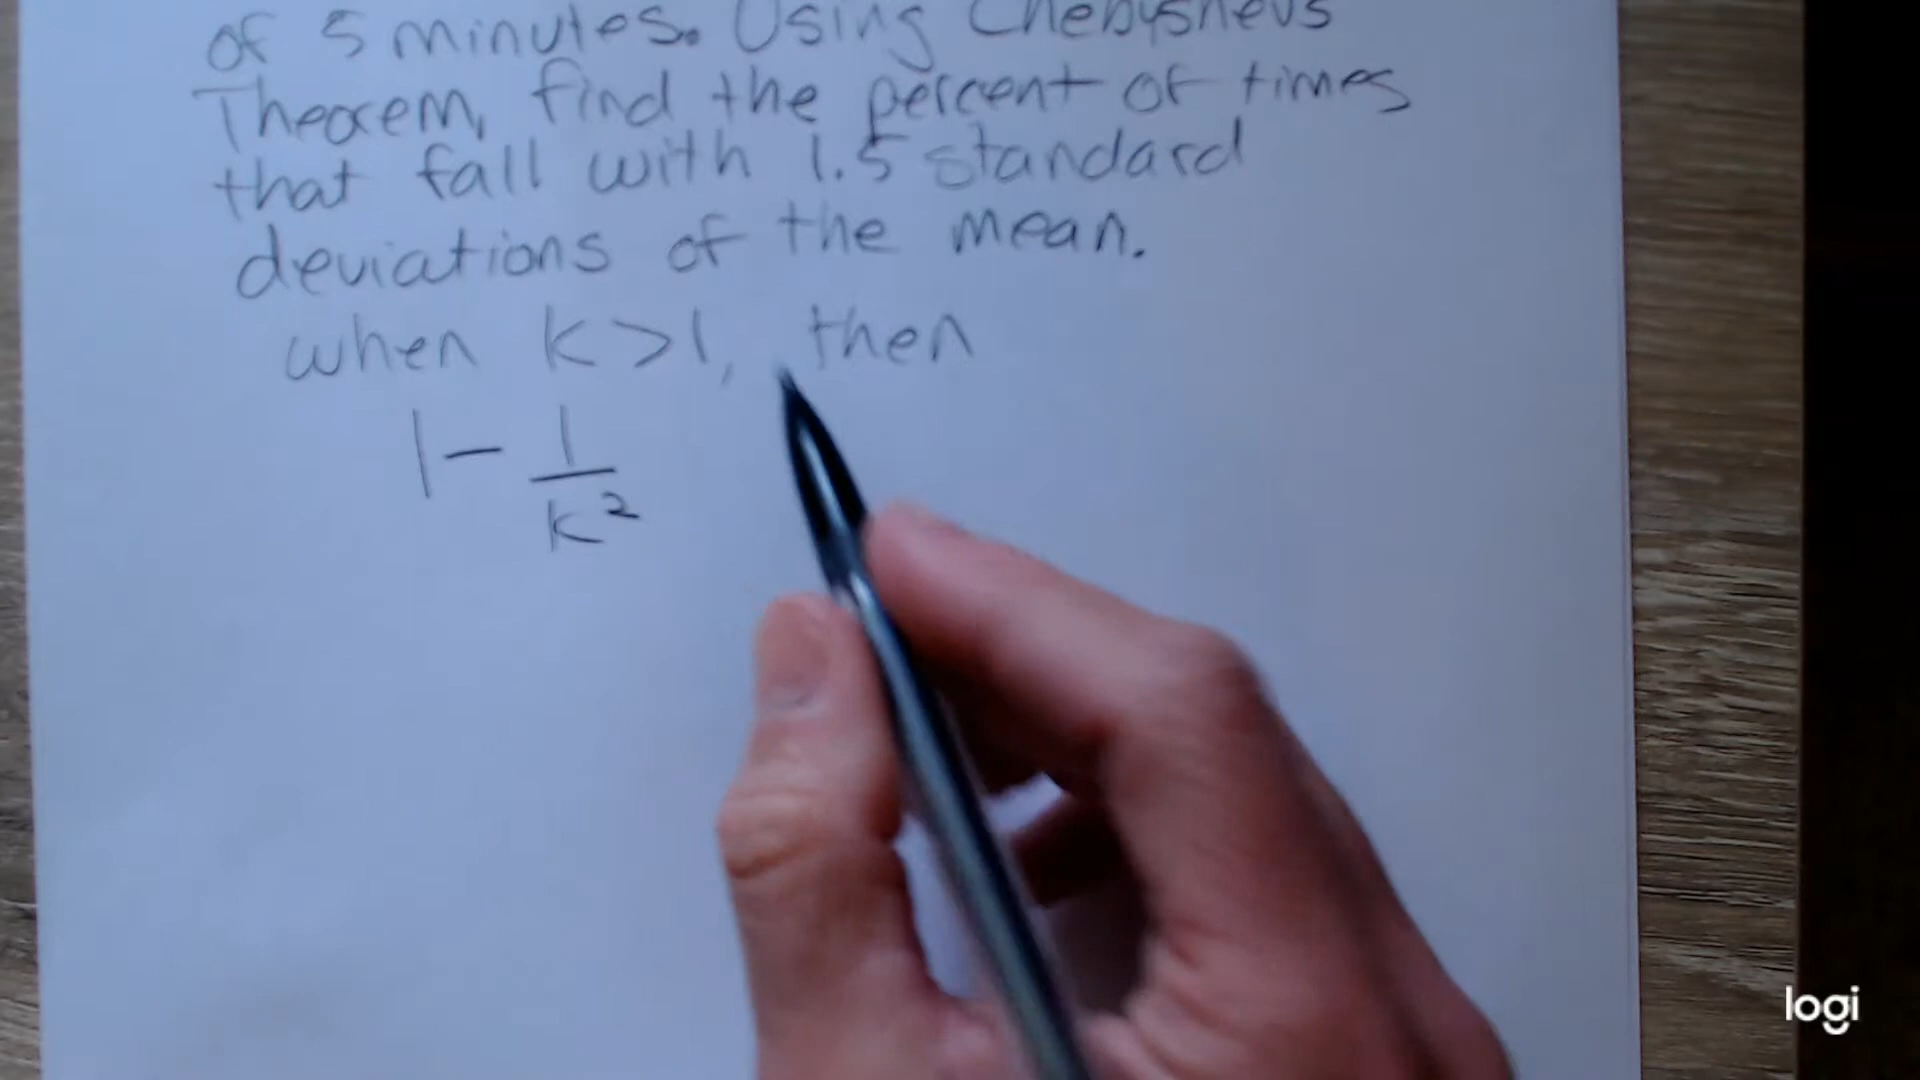 of 5 minutes. Using Chebyshevs
Theorem, find the percent of times
that fall with 1.5 standard
deviations of the mean.
when k > 1, then
1 - 1/k²
logi